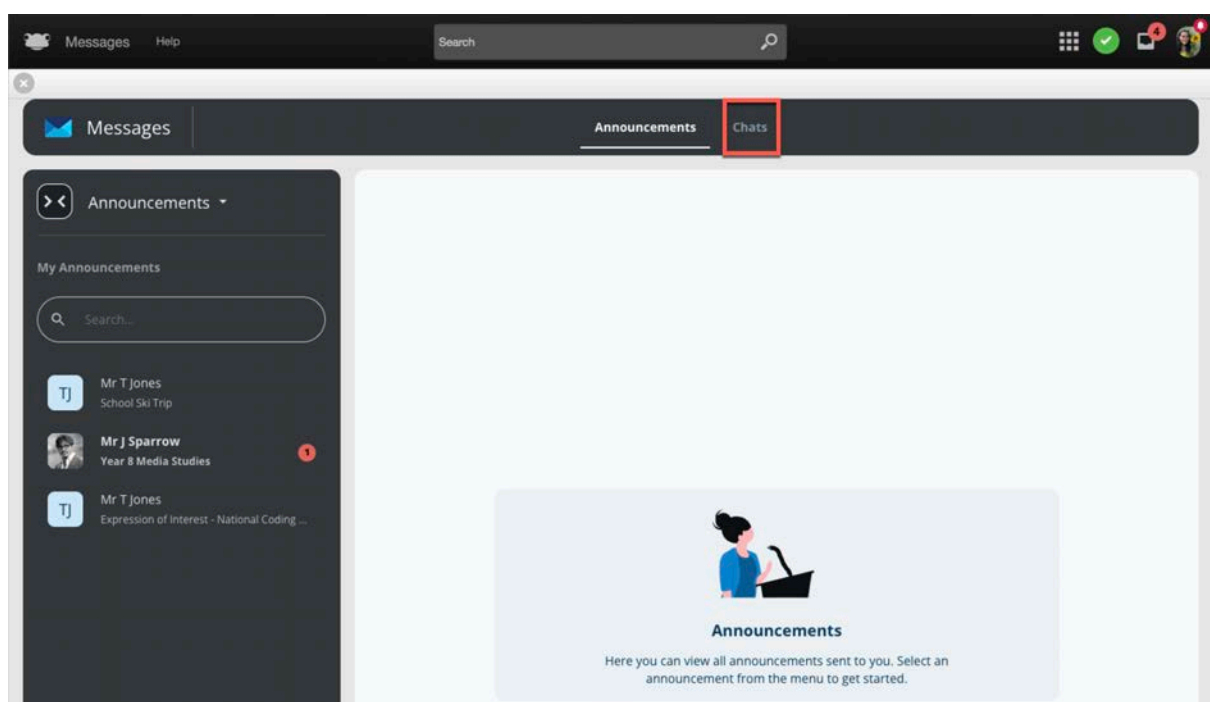 Messages Help Search 4
Messages Announcements Chats
Announcements
My Announcements
Search...
TJ Mr T Jones
School Ski Trip
Mr J Sparrow
Year 8 Media Studies 1
TJ Mr T Jones
Expression of Interest - National Coding ...
Announcements
Here you can view all announcements sent to you. Select an
announcement from the menu to get started.